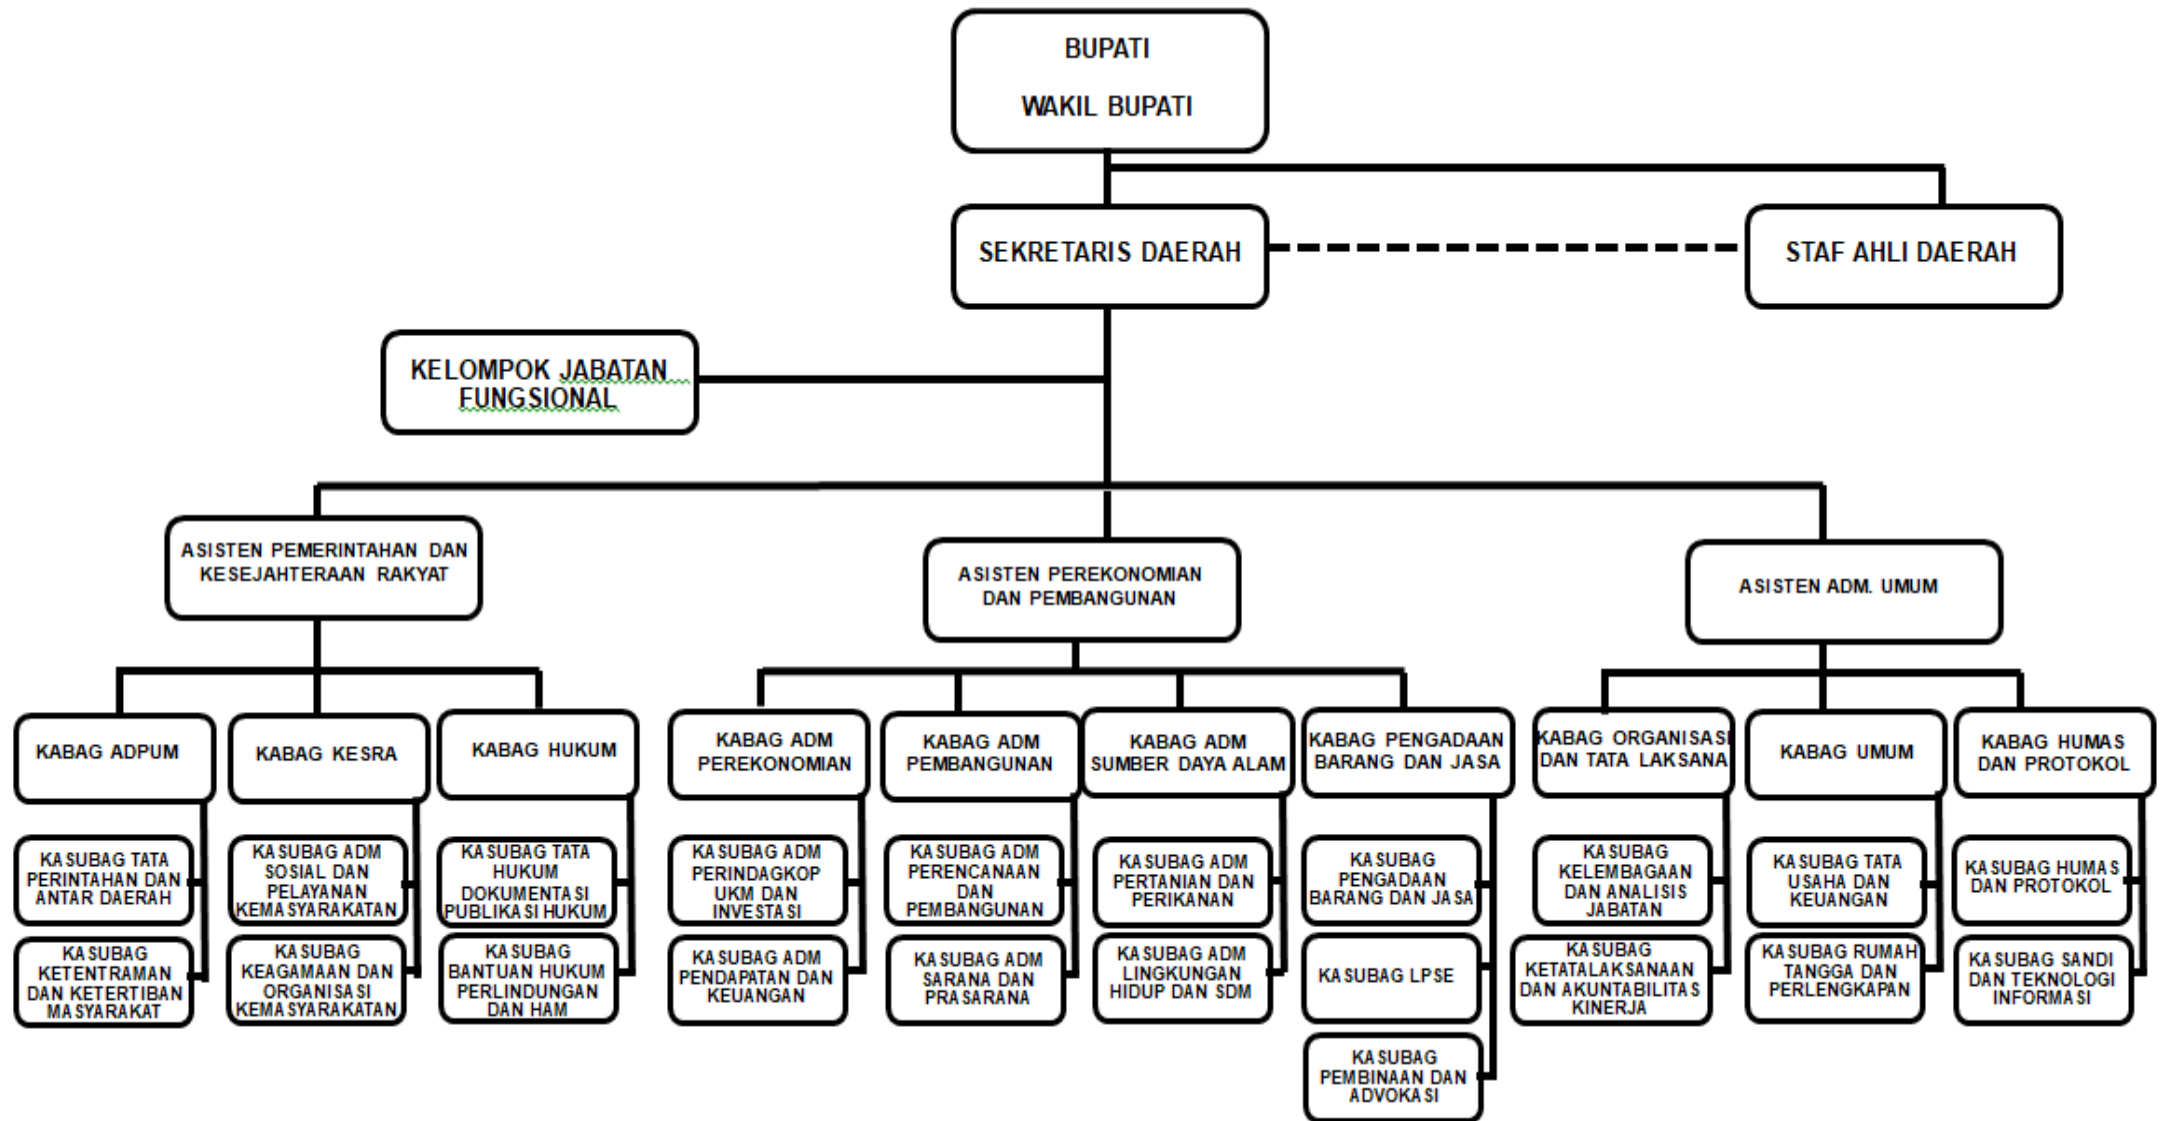 BUPATI
WAKIL BUPATI
SEKRETARIS DAERAH
STAF AHLI DAERAH
KELOMPOK JABATAN
FUNGSIONAL
ASISTEN PEMERINTAHAN DAN
KESEJAHTERAAN RAKYAT
ASISTEN PEREKONOMIAN
DAN PEMBANGUNAN
ASISTEN ADM. UMUM
KABAG ADPUM
KABAG KESRA
KABAG HUKUM
KABAG ADM
PEREKONOMIAN
KABAG ADM
PEMBANGUNAN
KABAG ADM
SUMBER DAYA ALAM
KABAG PENGADAAN
BARANG DAN JASA
KABAG ORGANISASI
DAN TATA LAKSANA
KABAG UMUM
KABAG HUMAS
DAN PROTOKOL
KASUBAG TATA
PERINTAHAN DAN
ANTAR DAERAH
KASUBAG ADM
SOSIAL DAN
PELAYANAN
KEMASYARAKATAN
KASUBAG TATA
HUKUM
DOKUMENTASI
PUBLIKASI HUKUM
KASUBAG ADM
PERINDAGKOP
UKM DAN
INVESTASI
KASUBAG ADM
PERENCANAAN
DAN
PEMBANGUNAN
KASUBAG ADM
PERTANIAN DAN
PERIKANAN
KASUBAG
PENGADAAN
BARANG DAN JASA
KASUBAG
KELEMBAGAAN
DAN ANALISIS
JABATAN
KASUBAG TATA
USAHA DAN
KEUANGAN
KASUBAG HUMAS
DAN PROTOKOL
KASUBAG
KETENTRAMAN
DAN KETERTIBAN
MASYARAKAT
KASUBAG
KEAGAMAAN DAN
ORGANISASI
KEMASYARAKATAN
KASUBAG
BANTUAN HUKUM
PERLINDUNGAN
DAN HAM
KASUBAG ADM
PENDAPATAN DAN
KEUANGAN
KASUBAG ADM
SARANA DAN
PRASARANA
KASUBAG ADM
LINGKUNGAN
HIDUP DAN SDM
KASUBAG LPSE
KASUBAG
KETATALAKSANAAN
DAN AKUNTABILITAS
KINERJA
KASUBAG RUMAH
TANGGA DAN
PERLENGKAPAN
KASUBAG SANDI
DAN TEKNOLOGI
INFORMASI
KASUBAG
PEMBINAAN DAN
ADVOKASI